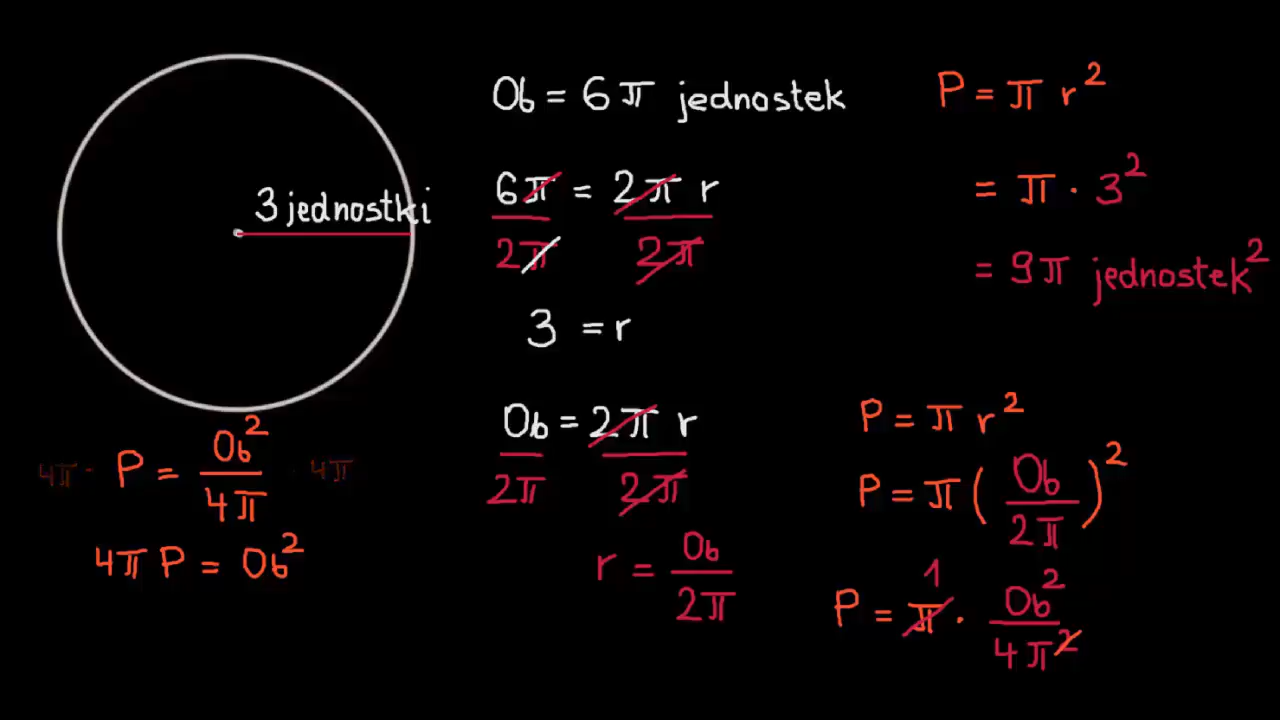 3 jednostki
Ob = 6π jednostek
6π = 2π r
2π 2π
3 = r
P = π r²
= π · 3²
= 9π jednostek²
Ob = 2π r
2π 2π
r = Ob
2π
P = π r²
P = π ( Ob )²
2π
1
P = π · Ob²
4π²
4π · P = Ob² · 4π
4π
4π P = Ob²